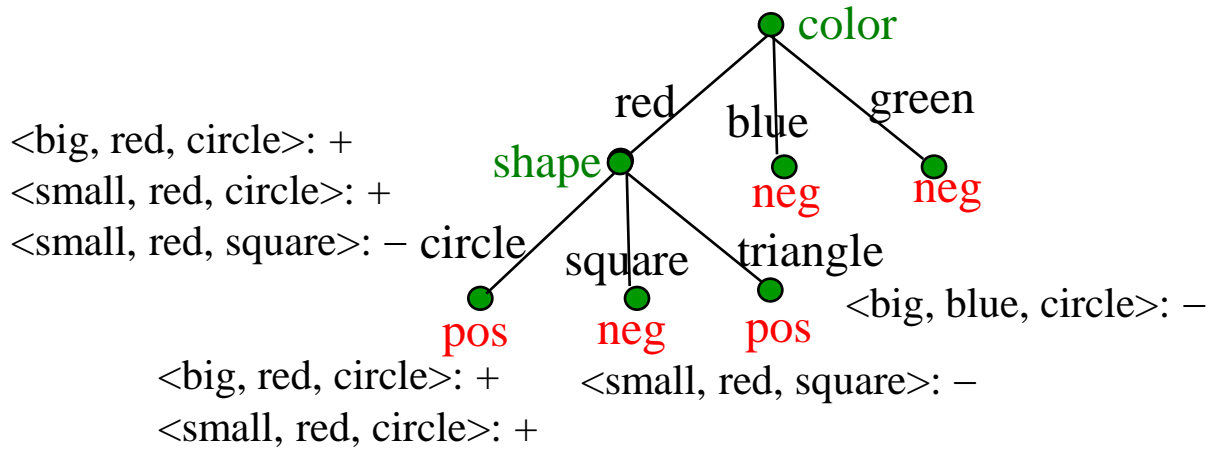 color
red
blue
green
<big, red, circle>: +
shape
neg
neg
<small, red, circle>: +
<small, red, square>: −
circle
square
triangle
<big, blue, circle>: −
pos
neg
pos
<big, red, circle>: +
<small, red, square>: −
<small, red, circle>: +